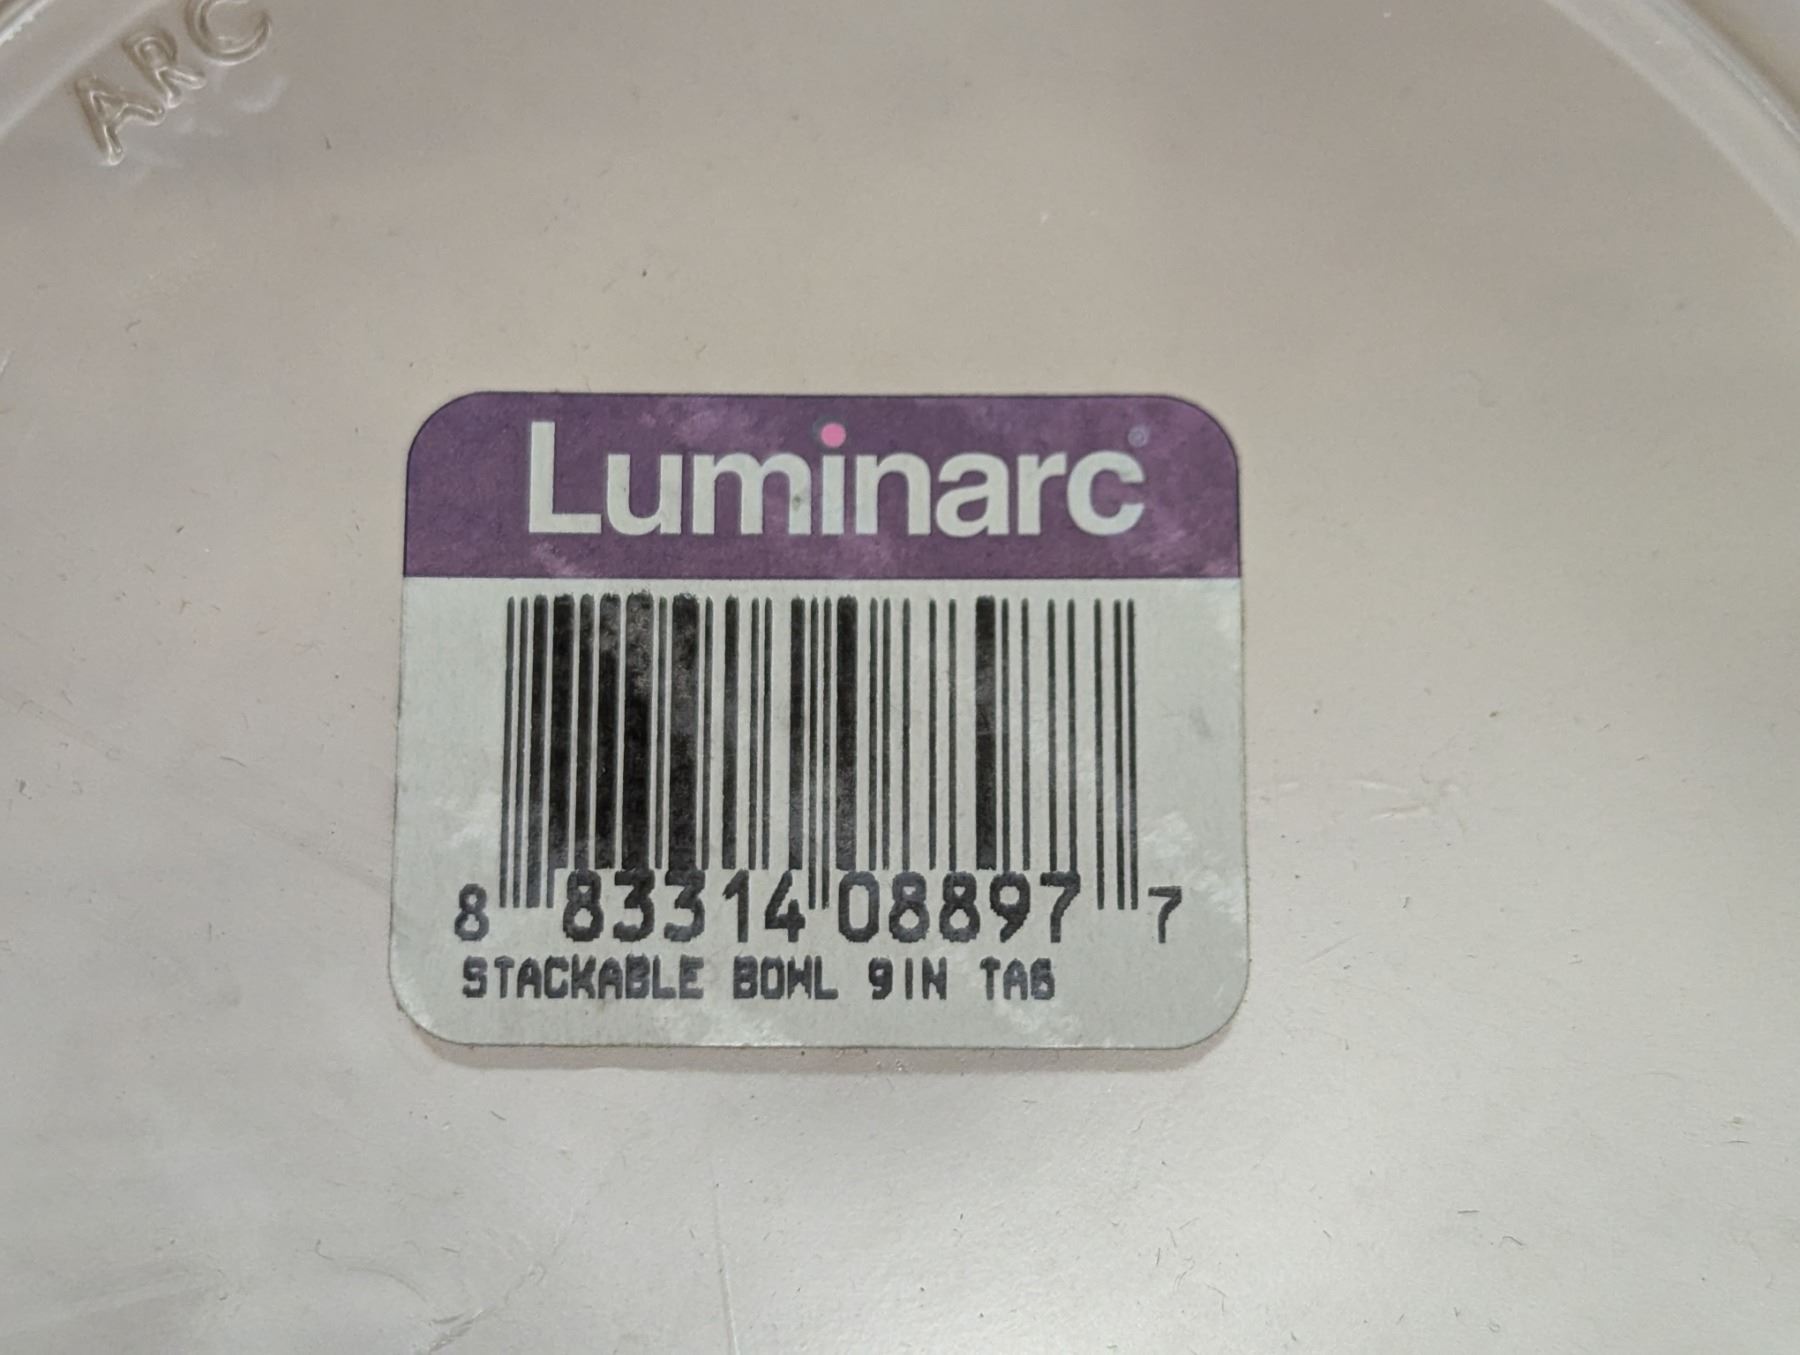 ARC
Luminarc®
8 83314 08897 7
STACKABLE BOWL 9IN TAG